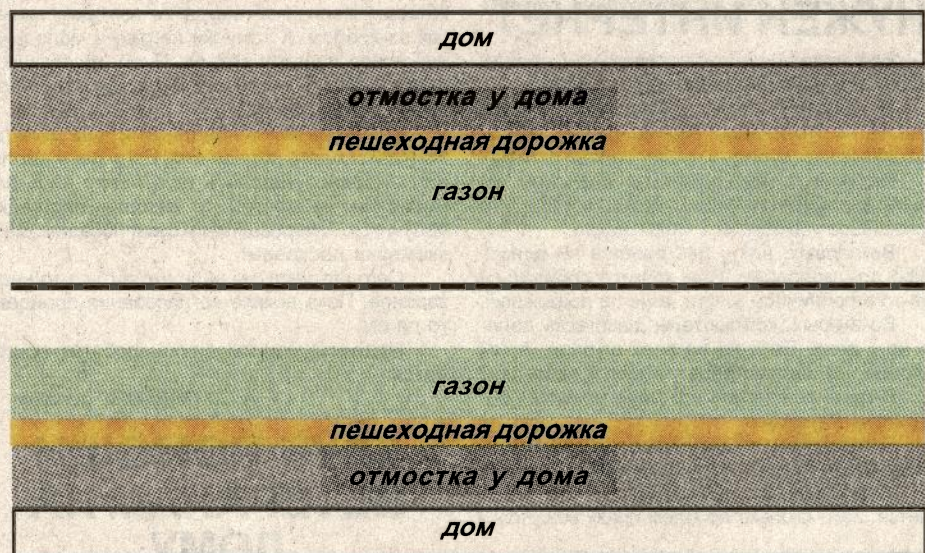 дом
отмостка у дома
пешеходная дорожка
газон
газон
пешеходная дорожка
отмостка у дома
дом